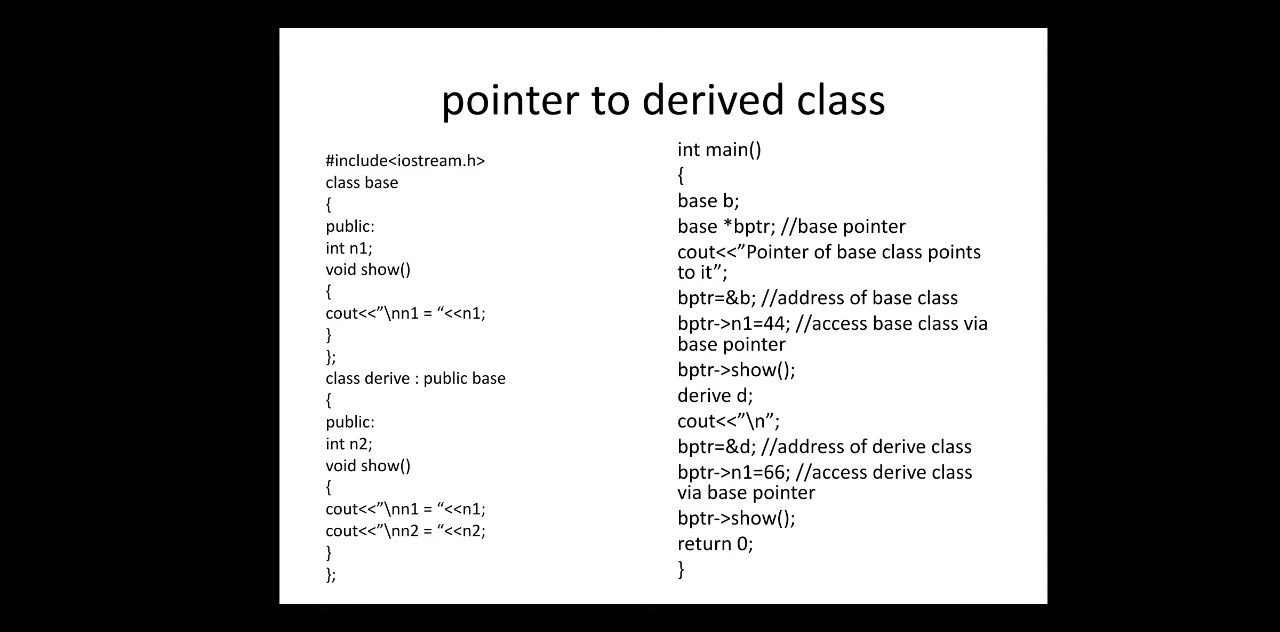 pointer to derived class
#include<iostream.h>
class base
{
public:
int n1;
void show()
{
cout<<”\nn1 = “<<n1;
}
};
class derive : public base
{
public:
int n2;
void show()
{
cout<<”\nn1 = “<<n1;
cout<<”\nn2 = “<<n2;
}
};
int main()
{
base b;
base *bptr; //base pointer
cout<<”Pointer of base class points
to it”;
bptr=&b; //address of base class
bptr->n1=44; //access base class via
base pointer
bptr->show();
derive d;
cout<<”\n”;
bptr=&d; //address of derive class
bptr->n1=66; //access derive class
via base pointer
bptr->show();
return 0;
}